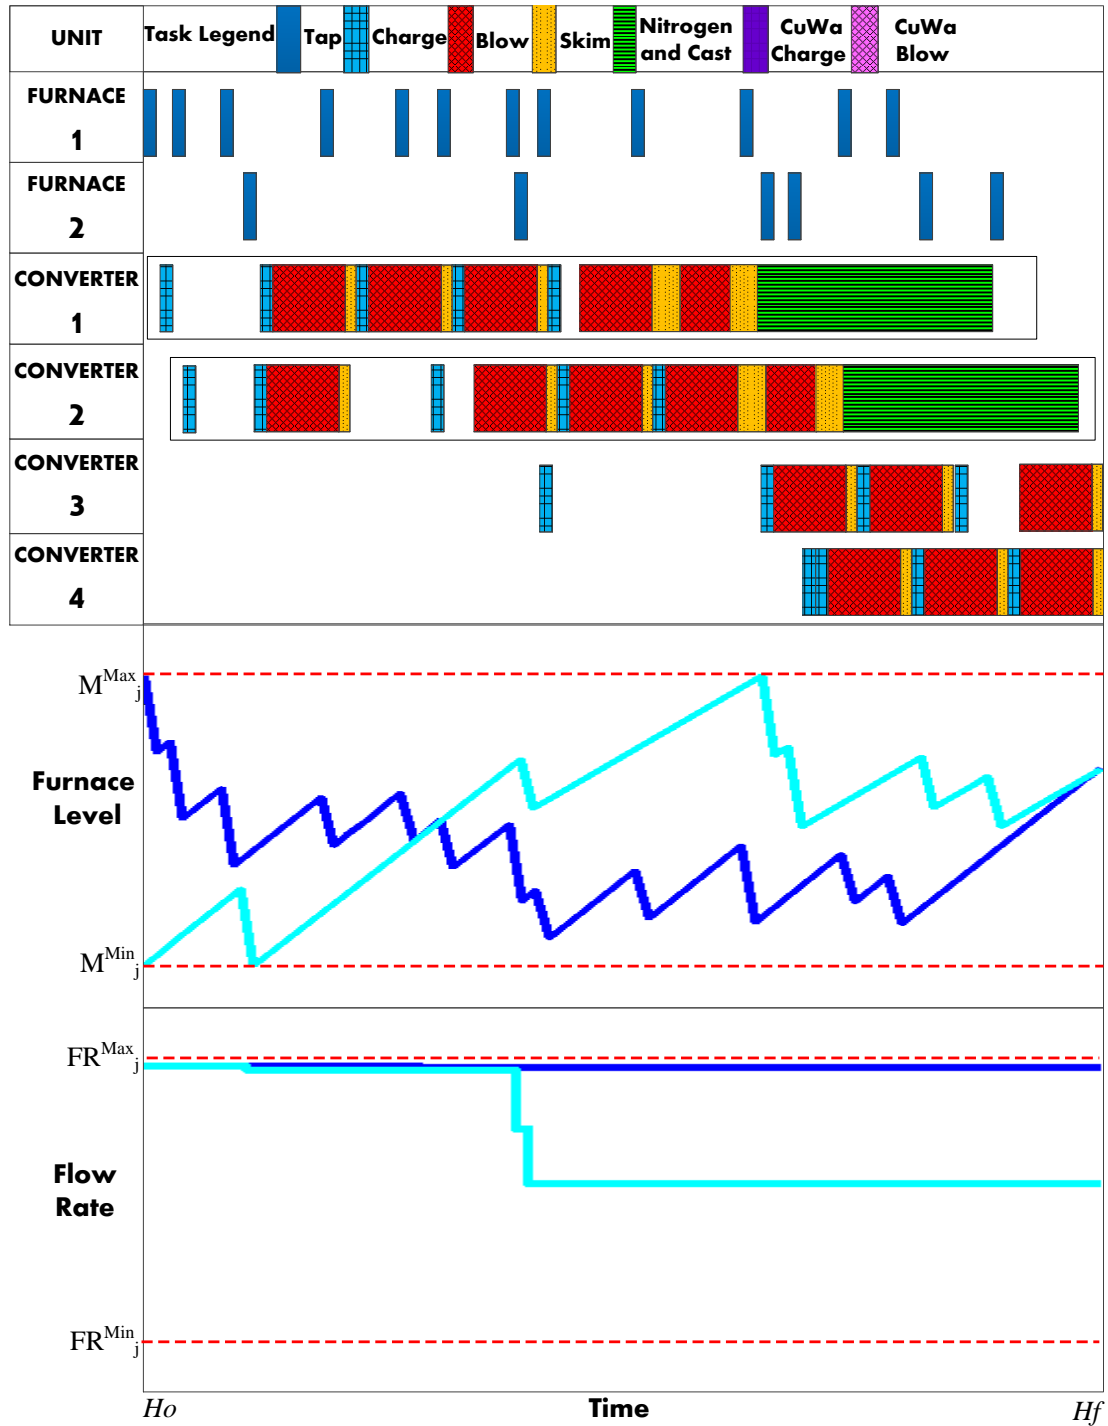 UNIT
Task Legend
Tap
Charge
Blow
Skim
Nitrogen
and Cast
CuWa
Charge
CuWa
Blow
FURNACE
1
FURNACE
2
CONVERTER
1
CONVERTER
2
CONVERTER
3
CONVERTER
4
M^Max_j
Furnace
Level
M^Min_j
FR^Max_j
Flow
Rate
FR^Min_j
Ho
Time
Hf